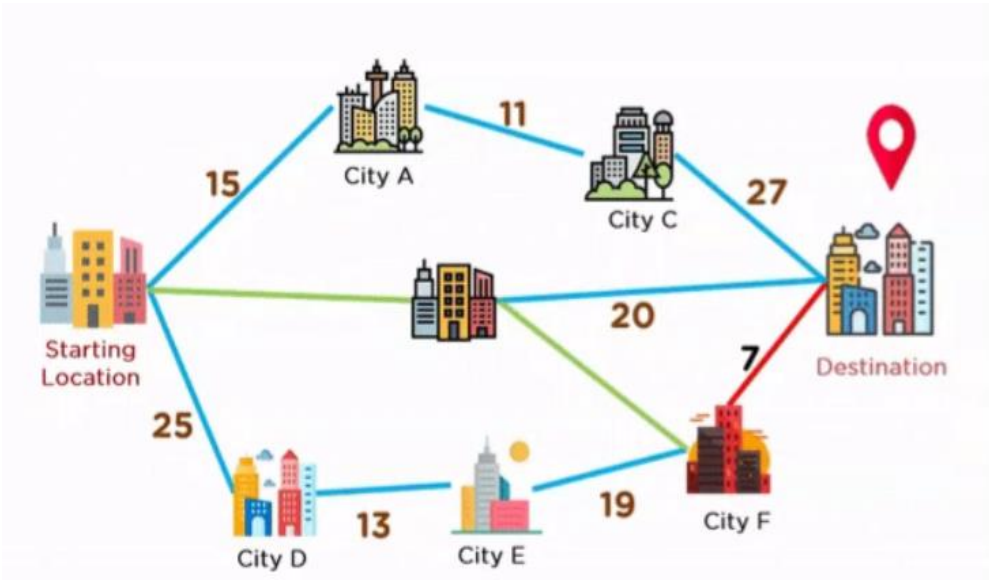 11
15
City A
27
City C
Starting
Location
20
7
Destination
25
19
13
City F
City D
City E